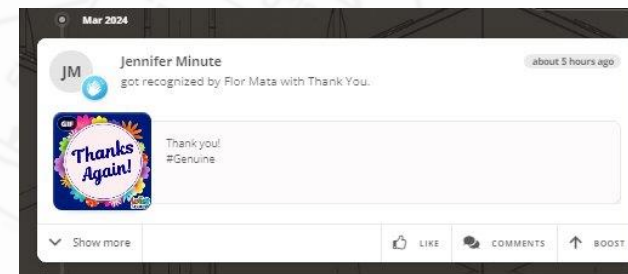 Mar 2024
JM
Jennifer Minute
about 5 hours ago
got recognized by Flor Mata with Thank You.
GIF
Thanks
Again!
Thank you!
#Genuine
Show more
LIKE
COMMENTS
BOOST